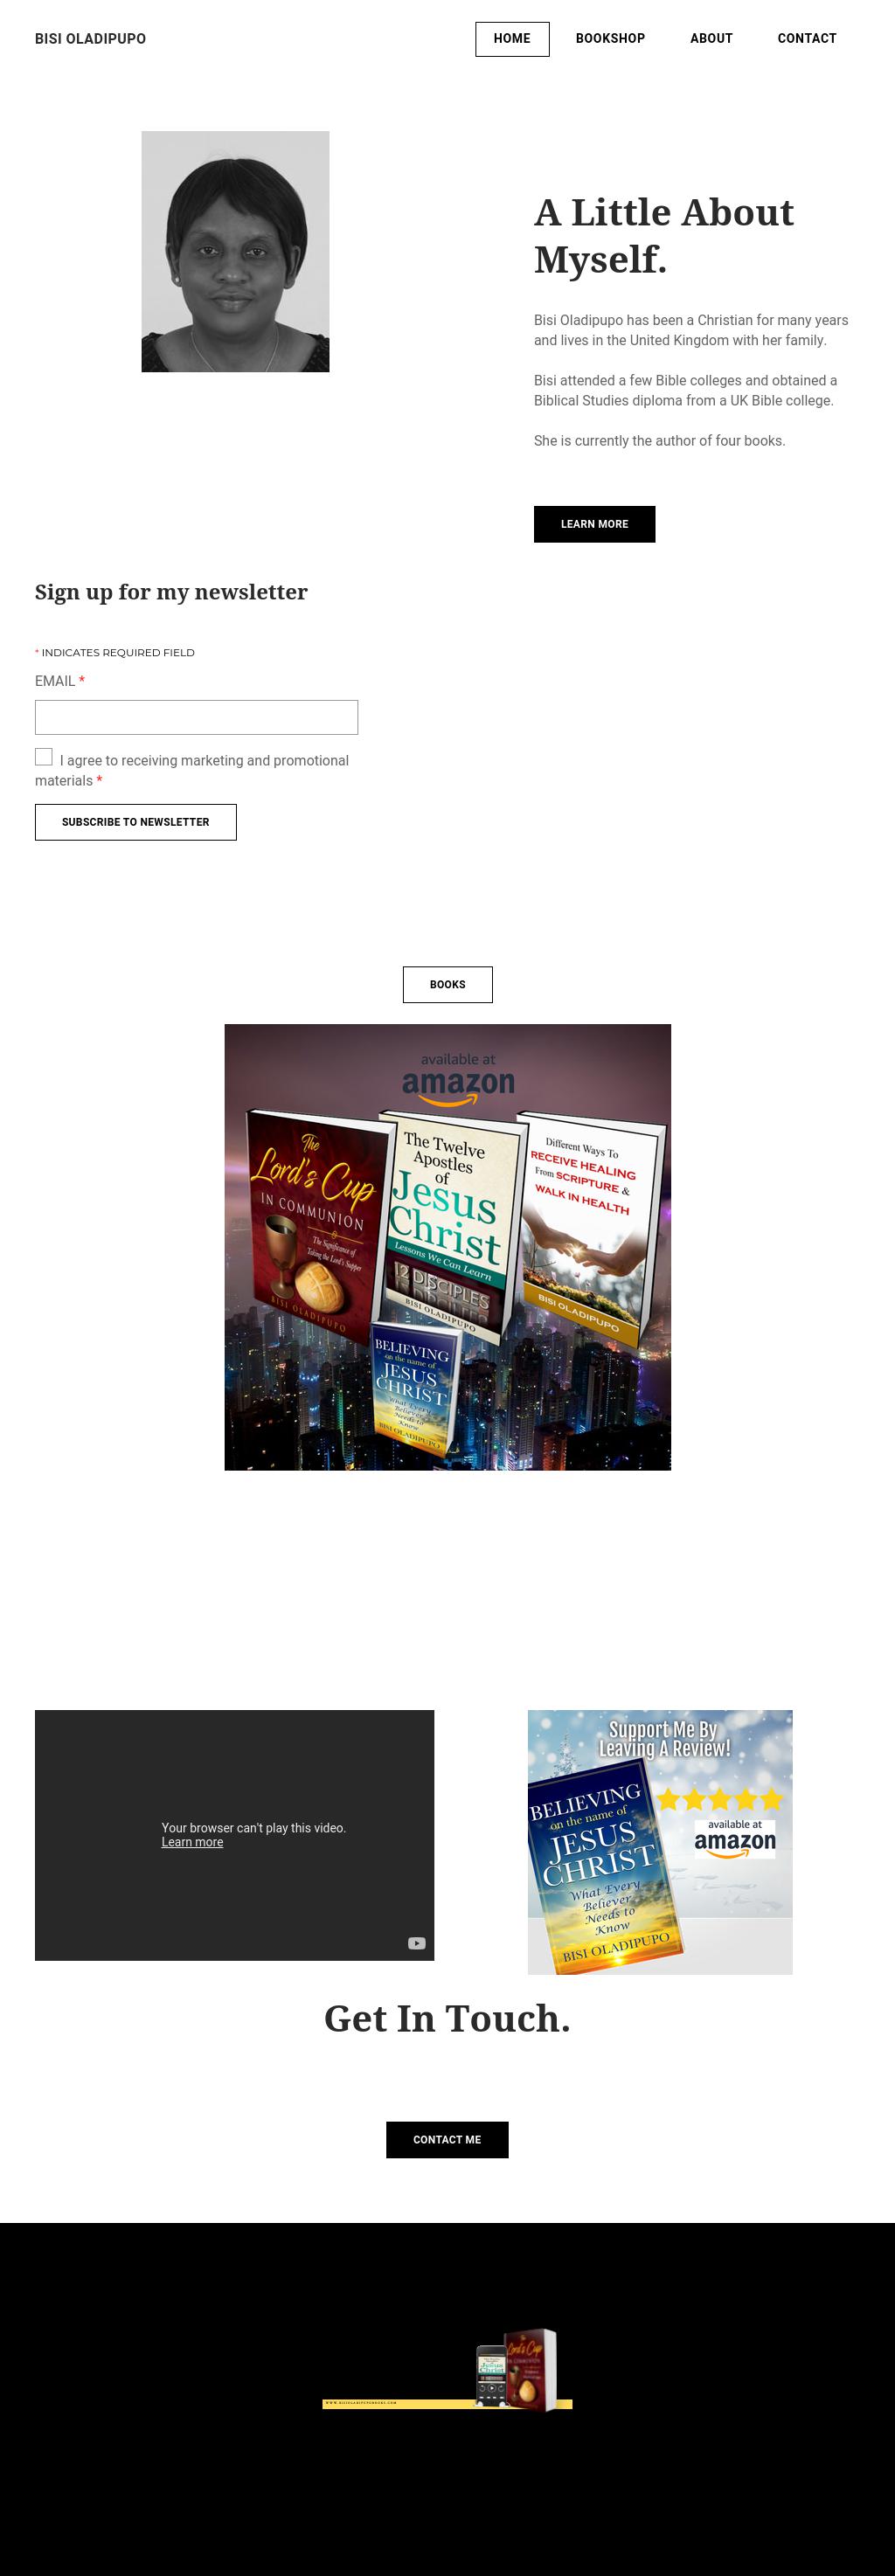 BISI OLADIPUPO
HOME
BOOKSHOP
ABOUT
CONTACT
A Little About
Myself.
Bisi Oladipupo has been a Christian for many years
and lives in the United Kingdom with her family.
Bisi attended a few Bible colleges and obtained a
Biblical Studies diploma from a UK Bible college.
She is currently the author of four books.
LEARN MORE
Sign up for my newsletter
* INDICATES REQUIRED FIELD
EMAIL *
I agree to receiving marketing and promotional
materials *
SUBSCRIBE TO NEWSLETTER
BOOKS
available at
amazon
The
Lord's Cup
IN COMMUNION
The Significance of
Taking the Lord's Supper
BISI OLADIPUPO
The Twelve
Apostles
of
Jesus
Christ
Lessons We Can Learn
12 DISCIPLES
BISI OLADIPUPO
Different Ways To
RECEIVE HEALING
From SCRIPTURE &
WALK IN HEALTH
BISI OLADIPUPO
BELIEVING
on the name of
JESUS
CHRIST
What Every
Believer
Needs to
Know
BISI OLADIPUPO
Your browser can't play this video.
Learn more
Support Me By
Leaving A Review!
BELIEVING
on the name of
JESUS
CHRIST
What Every
Believer
Needs to
Know
BISI OLADIPUPO
available at
amazon
Get In Touch.
CONTACT ME
The
Lord's Cup